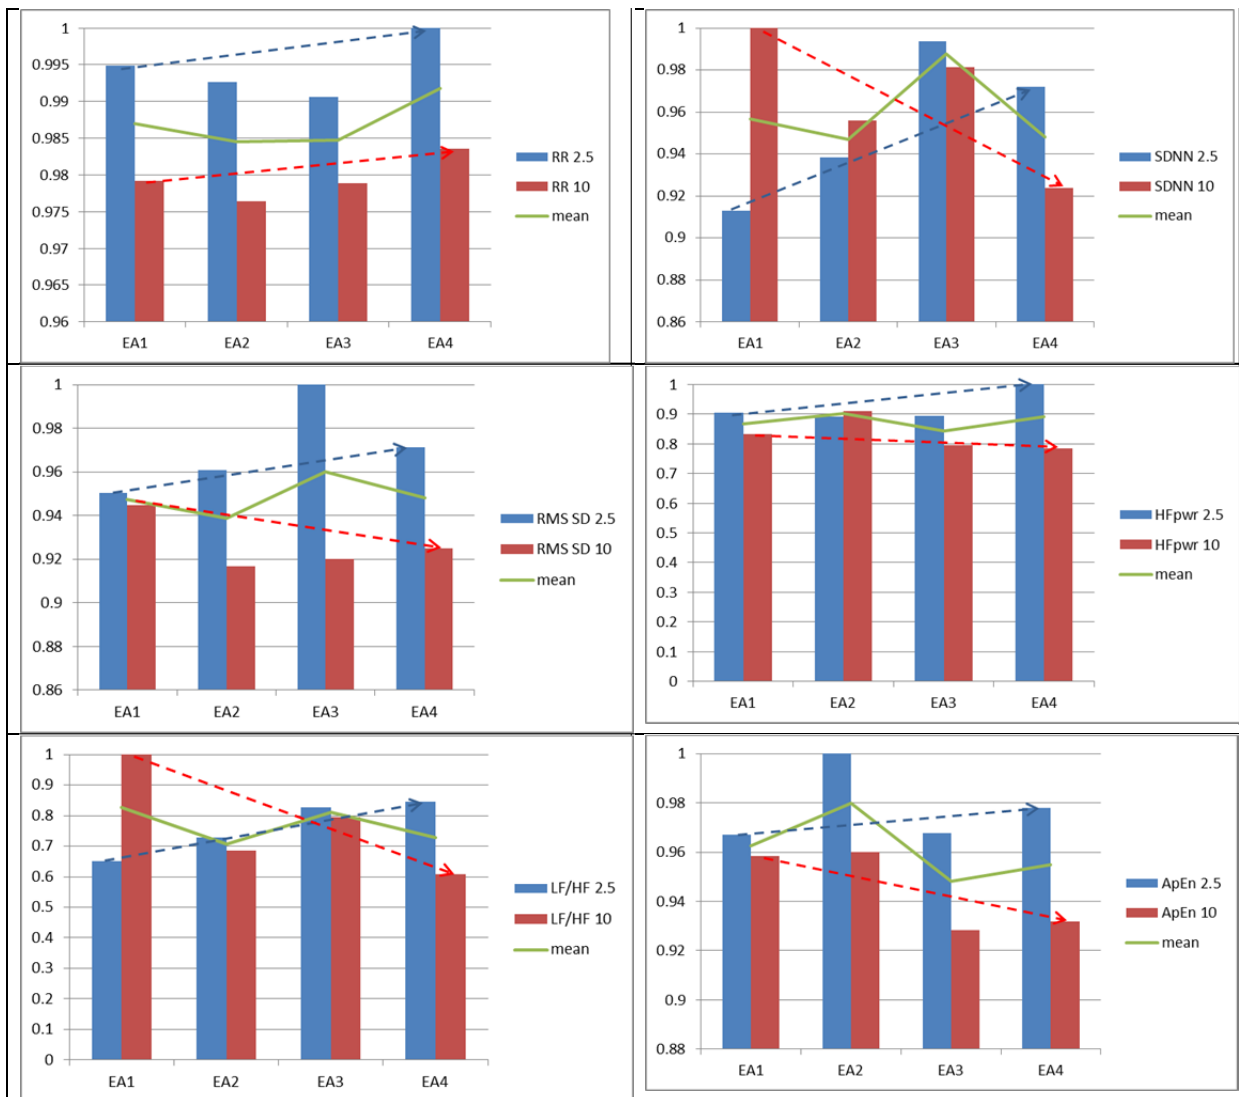 1
0.995
0.99
0.985
0.98
0.975
0.97
0.965
0.96
EA1 EA2 EA3 EA4
RR 2.5
RR 10
mean
1
0.98
0.96
0.94
0.92
0.9
0.88
0.86
EA1 EA2 EA3 EA4
SDNN 2.5
SDNN 10
mean
1
0.98
0.96
0.94
0.92
0.9
0.88
0.86
EA1 EA2 EA3 EA4
RMS SD 2.5
RMS SD 10
mean
1
0.9
0.8
0.7
0.6
0.5
0.4
0.3
0.2
0.1
0
EA1 EA2 EA3 EA4
HFpwr 2.5
HFpwr 10
mean
1
0.9
0.8
0.7
0.6
0.5
0.4
0.3
0.2
0.1
0
EA1 EA2 EA3 EA4
LF/HF 2.5
LF/HF 10
mean
1
0.98
0.96
0.94
0.92
0.9
0.88
EA1 EA2 EA3 EA4
ApEn 2.5
ApEn 10
mean